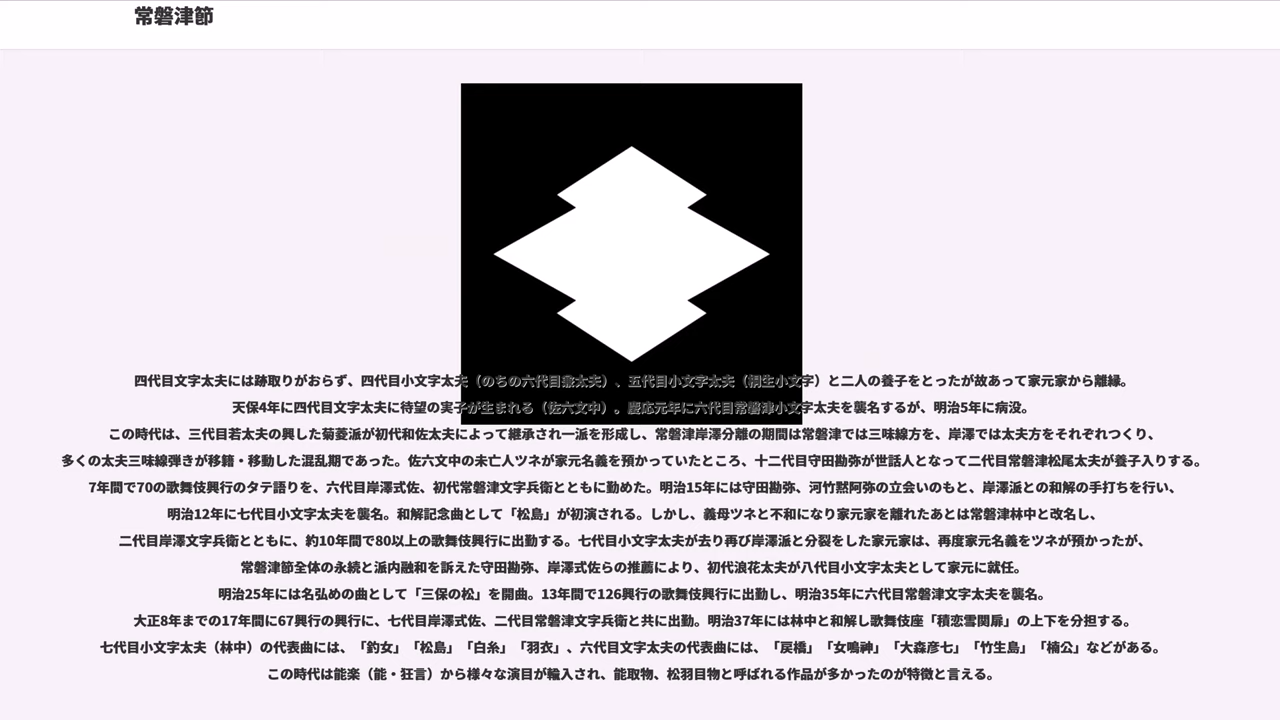 常磐津節
四代目文字太夫には跡取りがおらず、四代目小文字太夫（のちの六代目兼太夫）、五代目小文字太夫（桐生小文字）と二人の養子をとったが故あって家元家から離縁。
天保4年に四代目文字太夫に待望の実子が生まれる（佐六文中）。慶応元年に六代目常磐津小文字太夫を襲名するが、明治5年に病没。
この時代は、三代目若太夫の興した菊菱派が初代和佐太夫によって継承され一派を形成し、常磐津岸澤分離の期間は常磐津では三味線方を、岸澤では太夫方をそれぞれつくり、
多くの太夫三味線弾きが移籍・移動した混乱期であった。佐六文中の未亡人ツネが家元名義を預かっていたところ、十二代目守田勘弥が世話人となって二代目常磐津松尾太夫が養子入りする。
7年間で70の歌舞伎興行のタテ語りを、六代目岸澤式佐、初代常磐津文字兵衛とともに勤めた。明治15年には守田勘弥、河竹黙阿弥の立会いのもと、岸澤派との和解の手打ちを行い、
明治12年に七代目小文字太夫を襲名。和解記念曲として「松島」が初演される。しかし、義母ツネと不和になり家元家を離れたあとは常磐津林中と改名し、
二代目岸澤文字兵衛とともに、約10年間で80以上の歌舞伎興行に出勤する。七代目小文字太夫が去り再び岸澤派と分裂をした家元家は、再度家元名義をツネが預かったが、
常磐津節全体の永続と派内融和を訴えた守田勘弥、岸澤式佐らの推薦により、初代浪花太夫が八代目小文字太夫として家元に就任。
明治25年には名弘めの曲として「三保の松」を開曲。13年間で126興行の歌舞伎興行に出勤し、明治35年に六代目常磐津文字太夫を襲名。
大正8年までの17年間に67興行の興行に、七代目岸澤式佐、二代目常磐津文字兵衛と共に出勤。明治37年には林中と和解し歌舞伎座「積恋雪関扉」の上下を分担する。
七代目小文字太夫（林中）の代表曲には、「釣女」「松島」「白糸」「羽衣」、六代目文字太夫の代表曲には、「戻橋」「女鳴神」「大森彦七」「竹生島」「楠公」などがある。
この時代は能楽（能・狂言）から様々な演目が輸入され、能取物、松羽目物と呼ばれる作品が多かったのが特徴と言える。